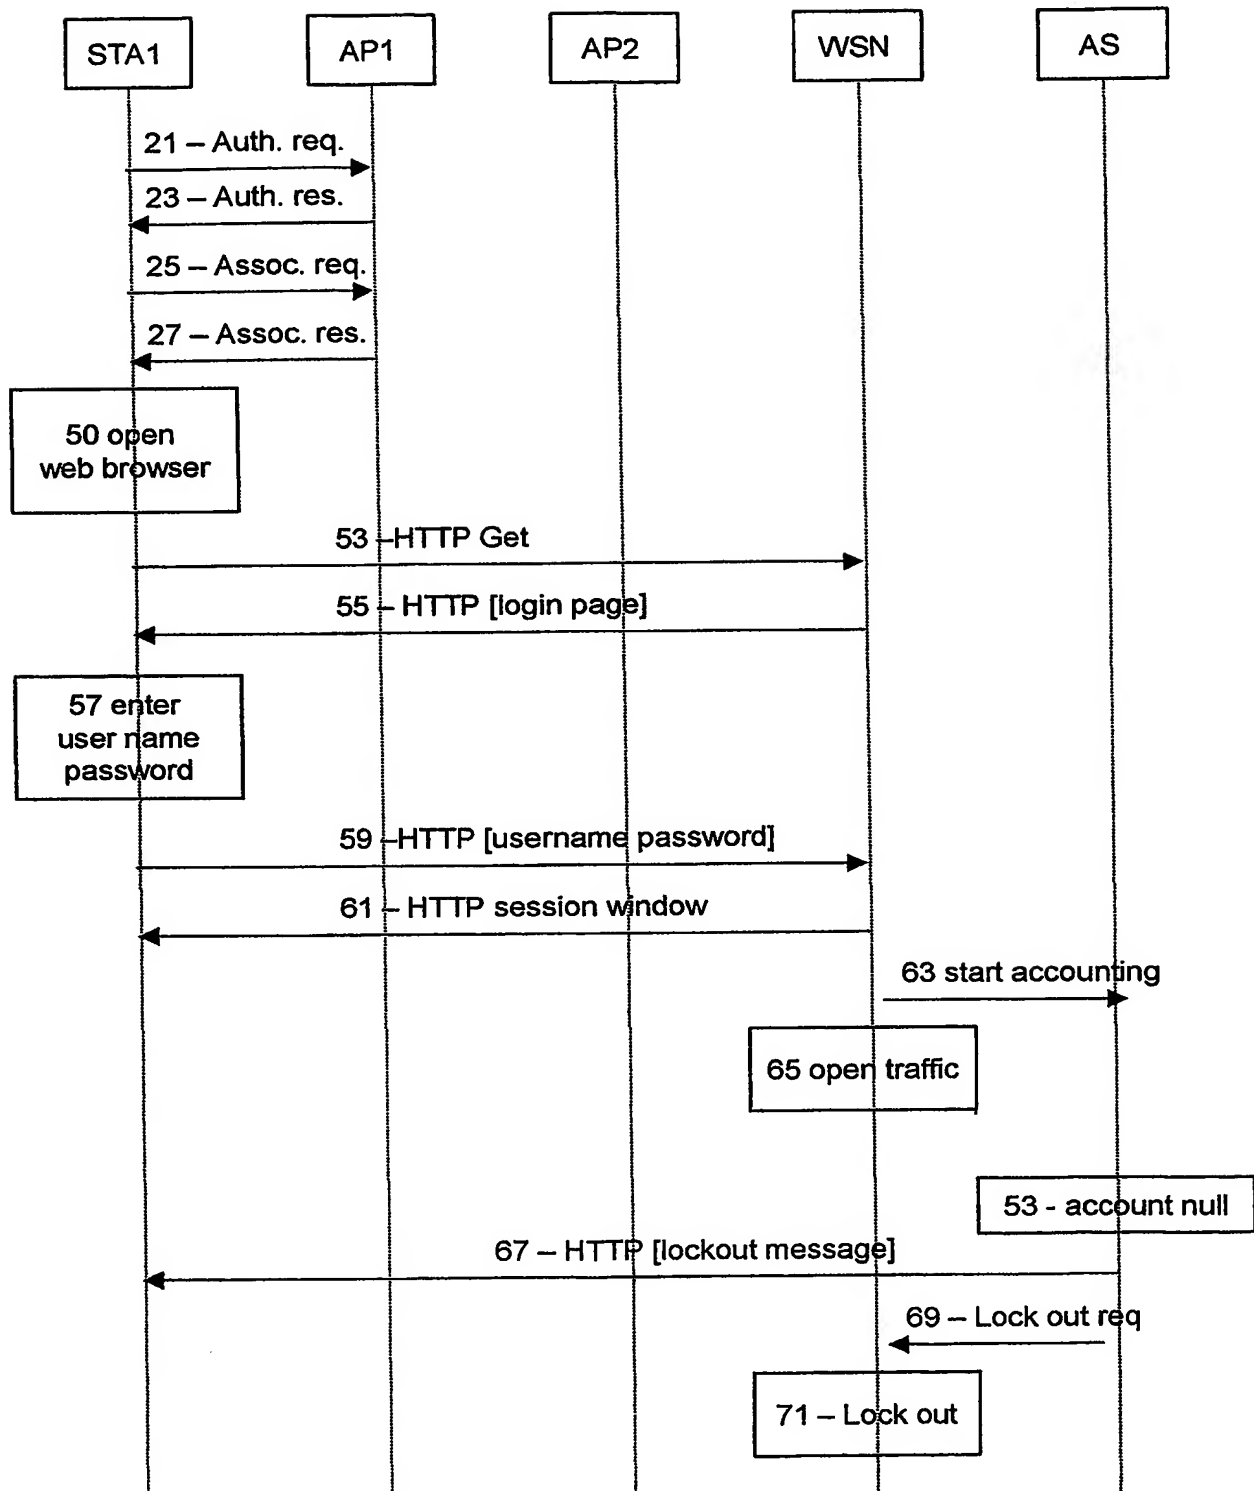 STA1 AP1 AP2 WSN AS
21 – Auth. req.
23 – Auth. res.
25 – Assoc. req.
27 – Assoc. res.
50 open
web browser
53 –HTTP Get
55 – HTTP [login page]
57 enter
user name
password
59 –HTTP [username password]
61 – HTTP session window
63 start accounting
65 open traffic
53 - account null
67 – HTTP [lockout message]
69 – Lock out req
71 – Lock out